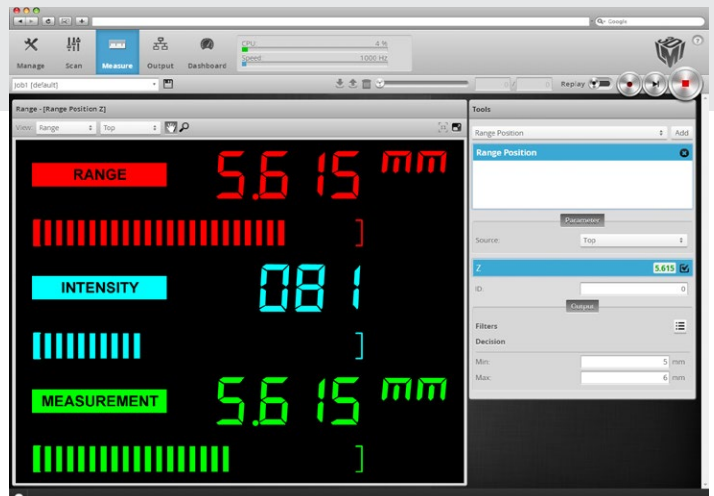 Google
CPU: 4 %
Speed: 1000 Hz
Manage Scan Measure Output Dashboard
Job1 [default]
Replay
Range - [Range Position Z]
Tools
View: Range Top
Range Position Add
RANGE 5.615 mm
Range Position
Parameter
Source: Top
INTENSITY 081
Z 5.615
ID: 0
Output
Filters
Decision
Min: 5 mm
Max: 6 mm
MEASUREMENT 5.615 mm